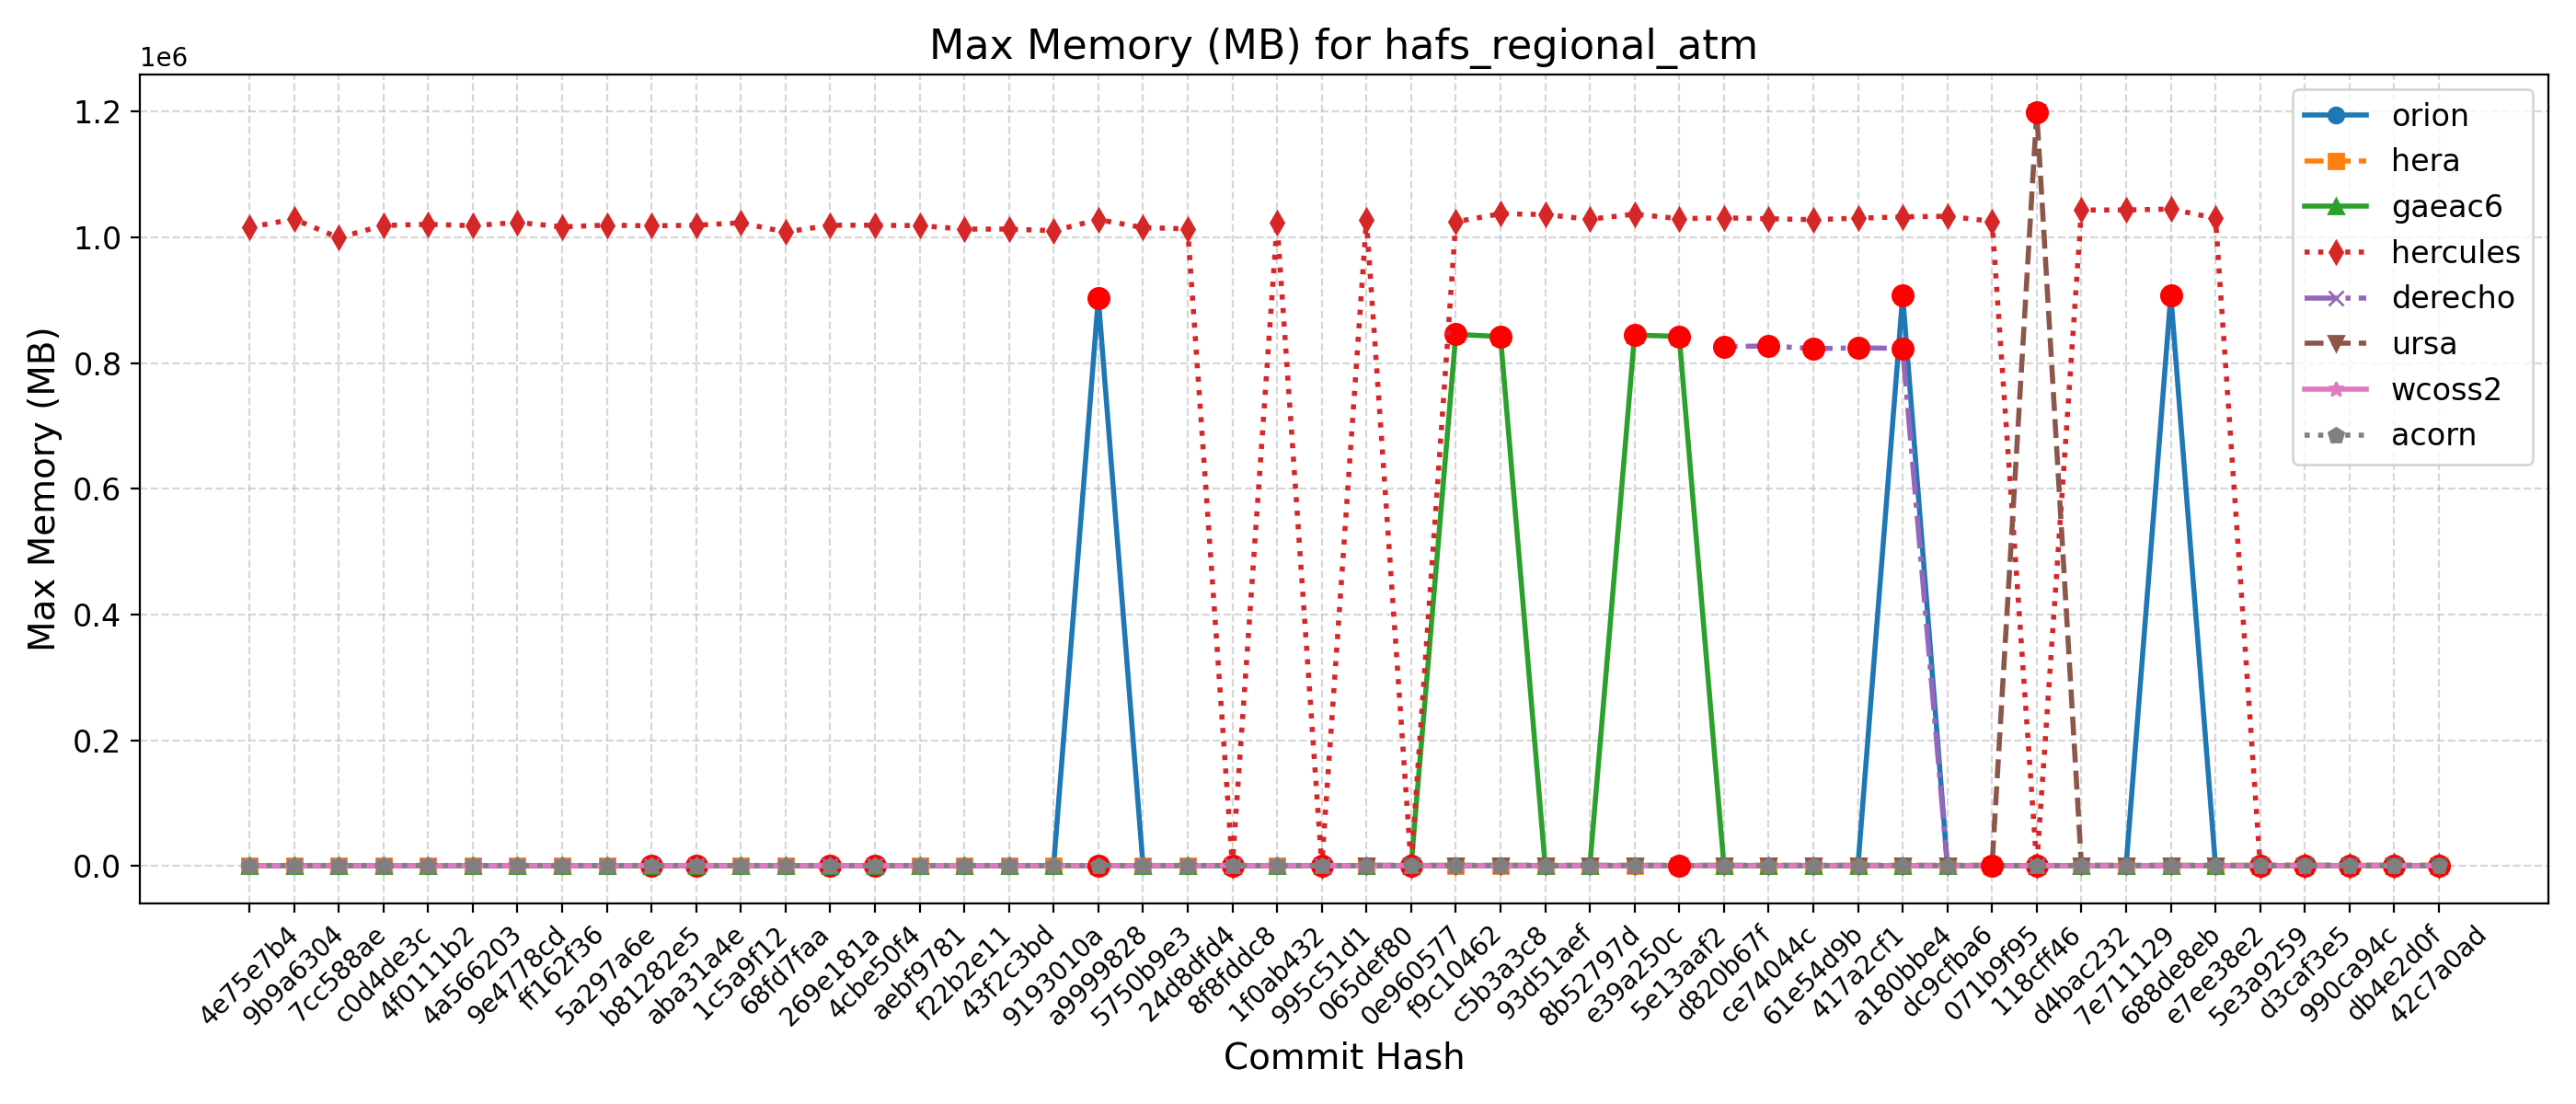 Max Memory (MB) for hafs_regional_atm
1e6
1.2
1.0
0.8
0.6
0.4
0.2
0.0
Max Memory (MB)
orion
hera
gaeac6
hercules
derecho
ursa
wcoss2
acorn
4e75e7b4
9b9a6304
7cc588ae
c0d4de3c
4f0111b2
4a566203
9e4778cd
ff162f36
5a297a6e
b81282e5
aba31a4e
1c5a9f12
68fd7faa
269e181a
4cbe50f4
aebf9781
f22b2e11
43f2c3bd
9193010a
a9999828
5750b9e3
24d8dfd4
8f8fddc8
1f0ab432
995c51d1
065def80
0e960577
f9c10462
c5b3a3c8
93d51aef
8b52797d
e39a250c
5e13aaf2
d820b67f
ce74044c
61e54d9b
417a2cf1
a180bbe4
dc9cfba6
071b9f95
118cff46
d4bac232
7e711129
688de8eb
e7ee38e2
5e3a9259
d3caf3e5
990ca94c
db4e2d0f
42c7a0ad
Commit Hash